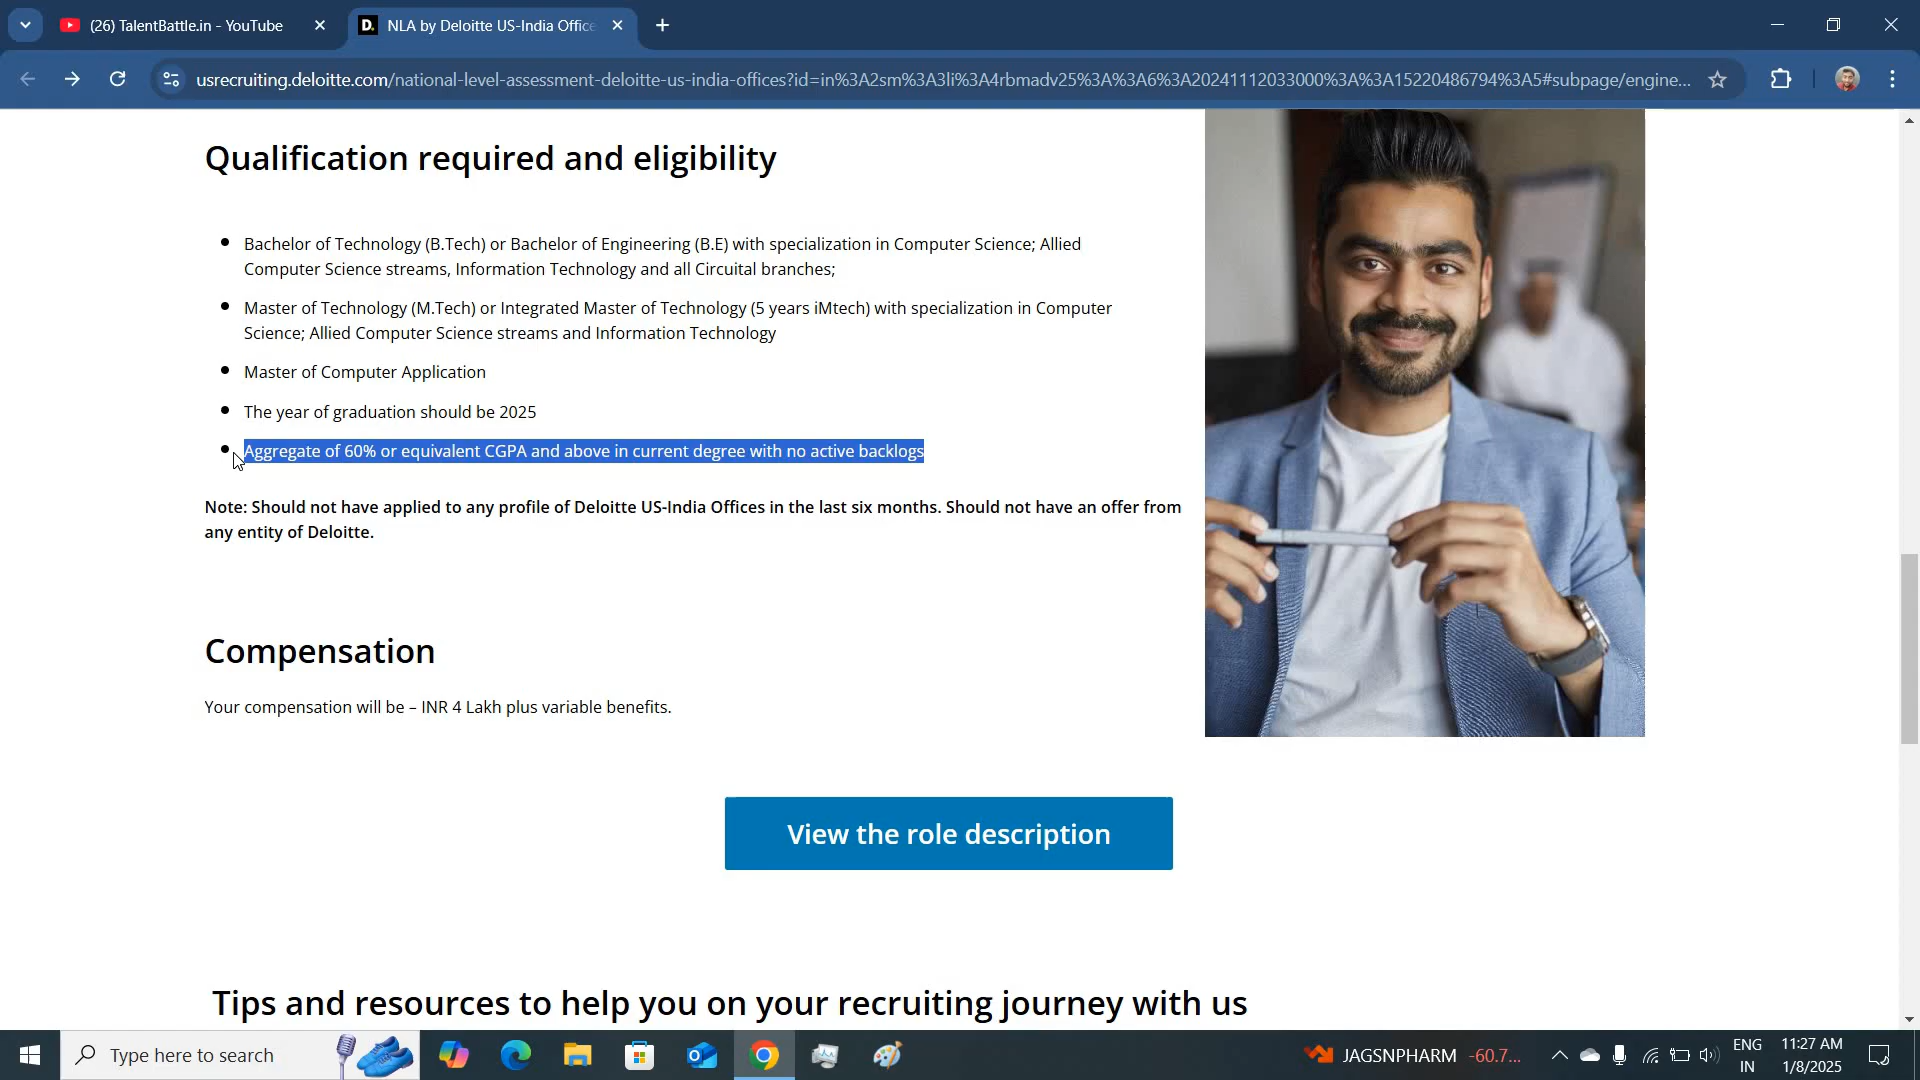 (26) TalentBattle.in - YouTube
D.
NLA by Deloitte US-India Office
usrecruiting.deloitte.com/national-level-assessment-deloitte-us-india-offices?id=in%3A2sm%3A3li%3A4rbmadv25%3A%3A6%3A20241112033000%3A%3A15220486794%3A5#subpage/engine...
Qualification required and eligibility
Bachelor of Technology (B.Tech) or Bachelor of Engineering (B.E) with specialization in Computer Science; Allied
Computer Science streams, Information Technology and all Circuital branches;
Master of Technology (M.Tech) or Integrated Master of Technology (5 years iMtech) with specialization in Computer
Science; Allied Computer Science streams and Information Technology
Master of Computer Application
The year of graduation should be 2025
Aggregate of 60% or equivalent CGPA and above in current degree with no active backlogs
Note: Should not have applied to any profile of Deloitte US-India Offices in the last six months. Should not have an offer from
any entity of Deloitte.
Compensation
Your compensation will be – INR 4 Lakh plus variable benefits.
View the role description
Tips and resources to help you on your recruiting journey with us
Type here to search
JAGSNPHARM -60.7...
ENG
IN
11:27 AM
1/8/2025